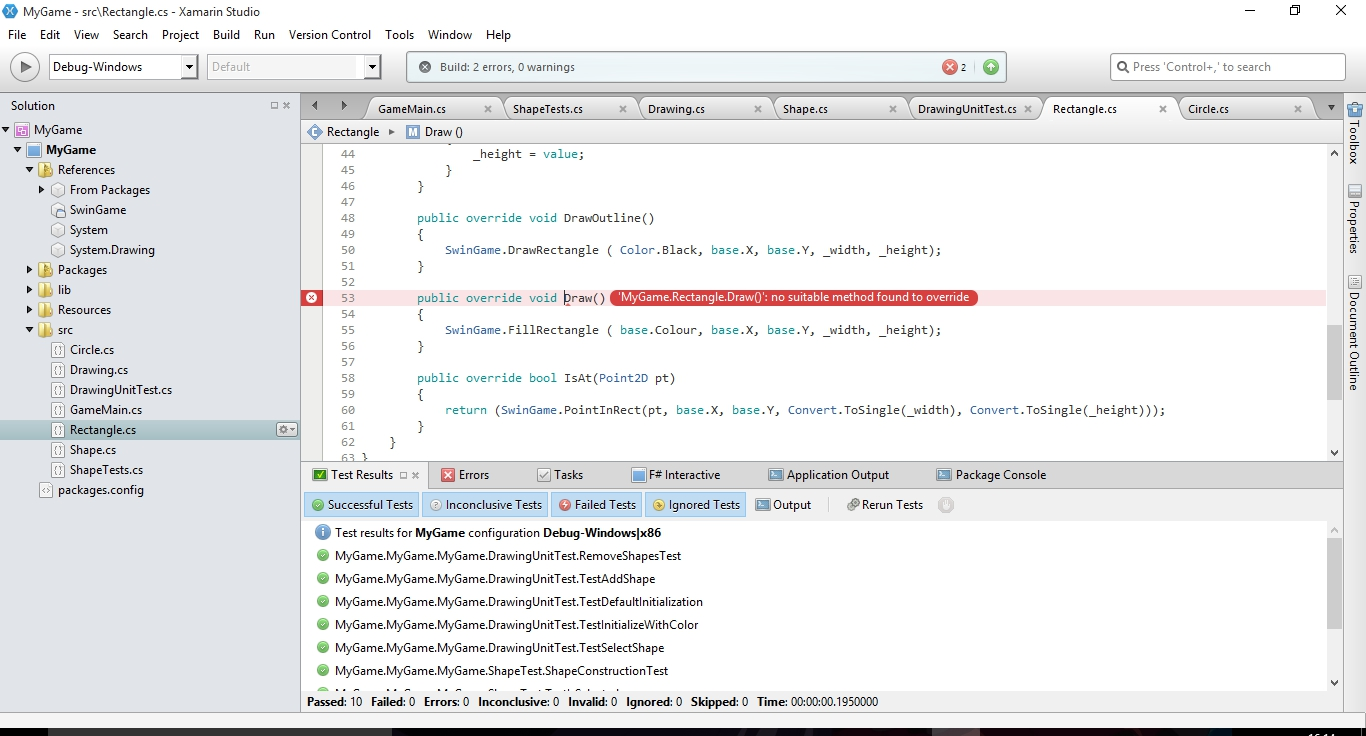 MyGame - src\Rectangle.cs - Xamarin Studio
File Edit View Search Project Build Run Version Control Tools Window Help
Debug-Windows Default Build: 2 errors, 0 warnings 2 Press 'Control+,' to search
Solution
MyGame
MyGame
References
From Packages
SwinGame
System
System.Drawing
Packages
lib
Resources
src
Circle.cs
Drawing.cs
DrawingUnitTest.cs
GameMain.cs
Rectangle.cs
Shape.cs
ShapeTests.cs
packages.config
GameMain.cs ShapeTests.cs Drawing.cs Shape.cs DrawingUnitTest.cs Rectangle.cs Circle.cs
C Rectangle M Draw ()
44 _height = value;
45 }
46 }
47
48 public override void DrawOutline()
49 {
50 SwinGame.DrawRectangle ( Color.Black, base.X, base.Y, _width, _height);
51 }
52
53 public override void Draw() 'MyGame.Rectangle.Draw()': no suitable method found to override
54 {
55 SwinGame.FillRectangle ( base.Colour, base.X, base.Y, _width, _height);
56 }
57
58 public override bool IsAt(Point2D pt)
59 {
60 return (SwinGame.PointInRect(pt, base.X, base.Y, Convert.ToSingle(_width), Convert.ToSingle(_height)));
61 }
62 }
63 }
Toolbox
Properties
Document Outline
Test Results Errors Tasks F# Interactive Application Output Package Console
Successful Tests Inconclusive Tests Failed Tests Ignored Tests Output Rerun Tests
Test results for MyGame configuration Debug-Windows|x86
MyGame.MyGame.MyGame.DrawingUnitTest.RemoveShapesTest
MyGame.MyGame.MyGame.DrawingUnitTest.TestAddShape
MyGame.MyGame.MyGame.DrawingUnitTest.TestDefaultInitialization
MyGame.MyGame.MyGame.DrawingUnitTest.TestInitializeWithColor
MyGame.MyGame.MyGame.DrawingUnitTest.TestSelectShape
MyGame.MyGame.MyGame.ShapeTest.ShapeConstructionTest
Passed: 10 Failed: 0 Errors: 0 Inconclusive: 0 Invalid: 0 Ignored: 0 Skipped: 0 Time: 00:00:00.1950000